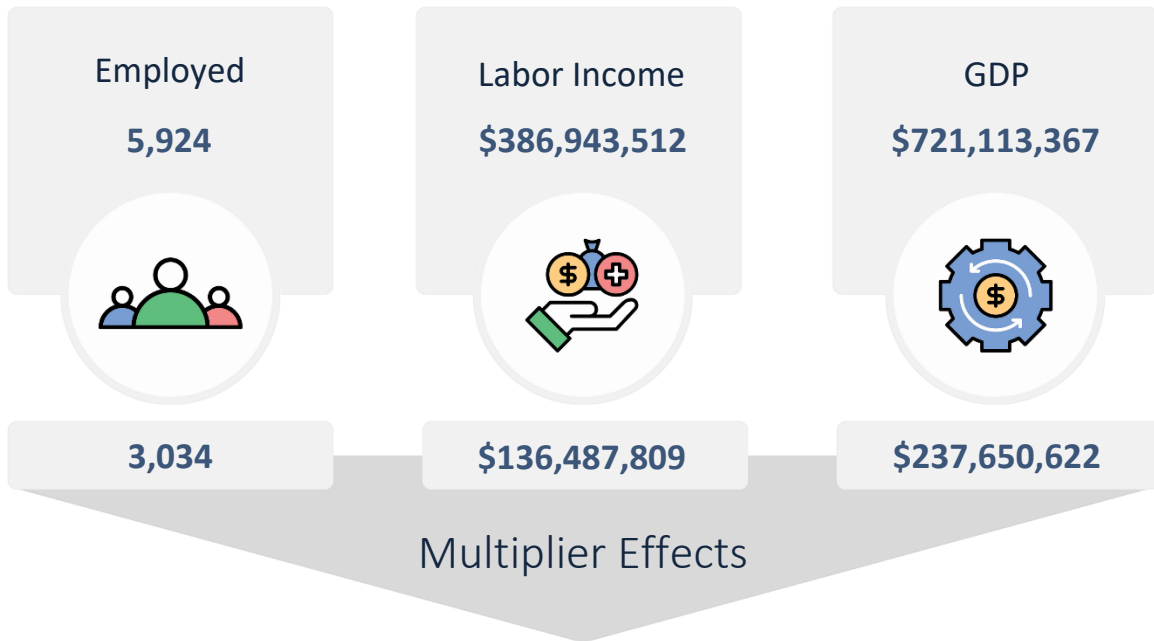 Employed
5,924
Labor Income
$386,943,512
GDP
$721,113,367
$
$
3,034
$136,487,809
$237,650,622
Multiplier Effects